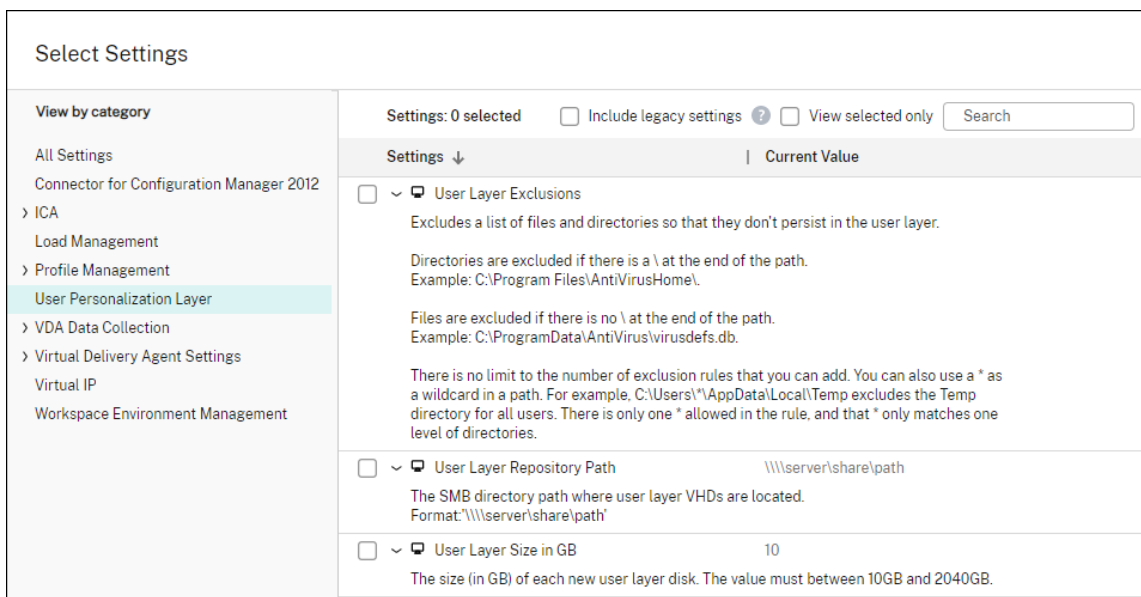 Select Settings
View by category
All Settings
Connector for Configuration Manager 2012
ICA
Load Management
Profile Management
User Personalization Layer
VDA Data Collection
Virtual Delivery Agent Settings
Virtual IP
Workspace Environment Management
Settings: 0 selected Include legacy settings ? View selected only Search
Settings ↓ | Current Value
User Layer Exclusions
Excludes a list of files and directories so that they don't persist in the user layer.
Directories are excluded if there is a \ at the end of the path.
Example: C:\Program Files\AntiVirusHome\.
Files are excluded if there is no \ at the end of the path.
Example: C:\ProgramData\AntiVirus\virusdefs.db.
There is no limit to the number of exclusion rules that you can add. You can also use a * as
a wildcard in a path. For example, C:\Users\*\AppData\Local\Temp excludes the Temp
directory for all users. There is only one * allowed in the rule, and that * only matches one
level of directories.
User Layer Repository Path \\\\server\share\path
The SMB directory path where user layer VHDs are located.
Format:'\\\\server\share\path'
User Layer Size in GB 10
The size (in GB) of each new user layer disk. The value must between 10GB and 2040GB.